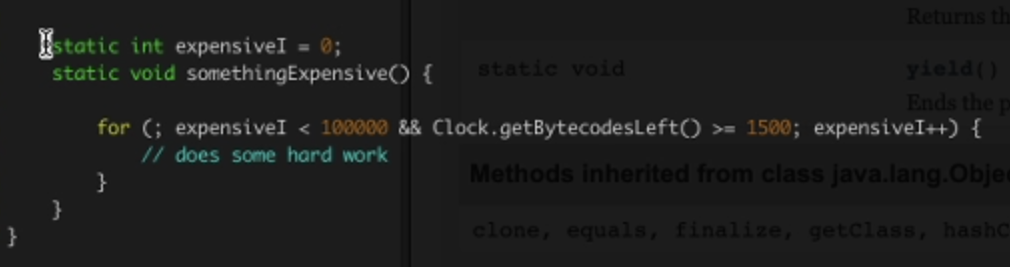 Returns th
static int expensiveI = 0;
static void somethingExpensive() {
static void
yield()
Ends the p
for (; expensiveI < 100000 && Clock.getBytecodesLeft() >= 1500; expensiveI++) {
// does some hard work
Methods inherited from class java.lang.Obje
}
}
clone, equals, finalize, getClass, hashC
}